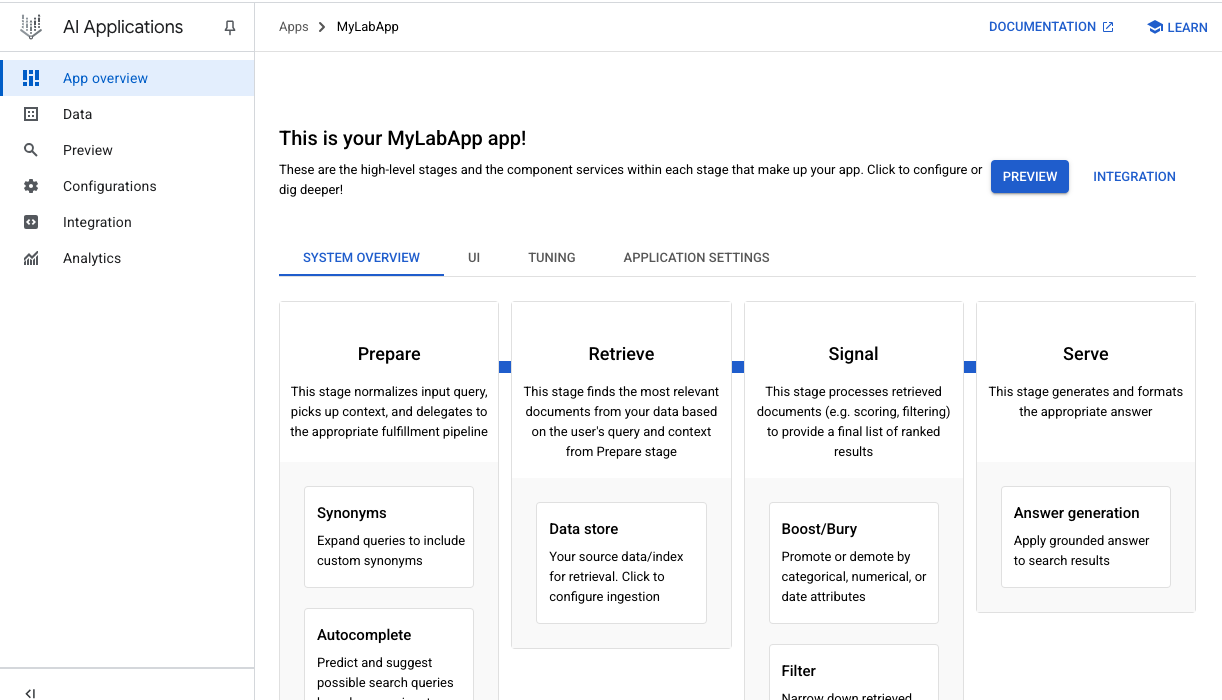 AI Applications
Apps
MyLabApp
DOCUMENTATION
LEARN
App overview
Data
Preview
Configurations
Integration
Analytics
This is your MyLabApp app!
These are the high-level stages and the component services within each stage that make up your app. Click to configure or
dig deeper!
PREVIEW
INTEGRATION
SYSTEM OVERVIEW
UI
TUNING
APPLICATION SETTINGS
Prepare
This stage normalizes input query,
picks up context, and delegates to
the appropriate fulfillment pipeline
Synonyms
Expand queries to include
custom synonyms
Autocomplete
Predict and suggest
possible search queries
Retrieve
This stage finds the most relevant
documents from your data based
on the user's query and context
from Prepare stage
Data store
Your source data/index
for retrieval. Click to
configure ingestion
Signal
This stage processes retrieved
documents (e.g. scoring, filtering)
to provide a final list of ranked
results
Boost/Bury
Promote or demote by
categorical, numerical, or
date attributes
Filter
Narrow down retrieved
Serve
This stage generates and formats
the appropriate answer
Answer generation
Apply grounded answer
to search results